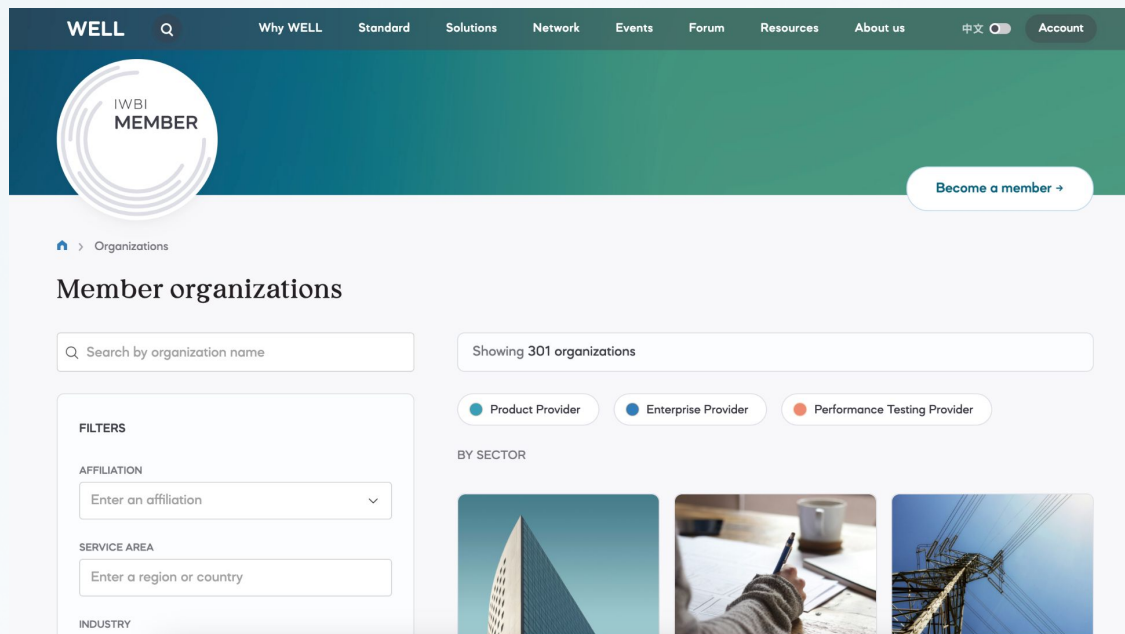 WELL
Why WELL
Standard
Solutions
Network
Events
Forum
Resources
About us
中文
Account
IWBI
MEMBER
Become a member →
Organizations
Member organizations
Search by organization name
Showing 301 organizations
Product Provider
Enterprise Provider
Performance Testing Provider
FILTERS
BY SECTOR
AFFILIATION
Enter an affiliation
SERVICE AREA
Enter a region or country
INDUSTRY